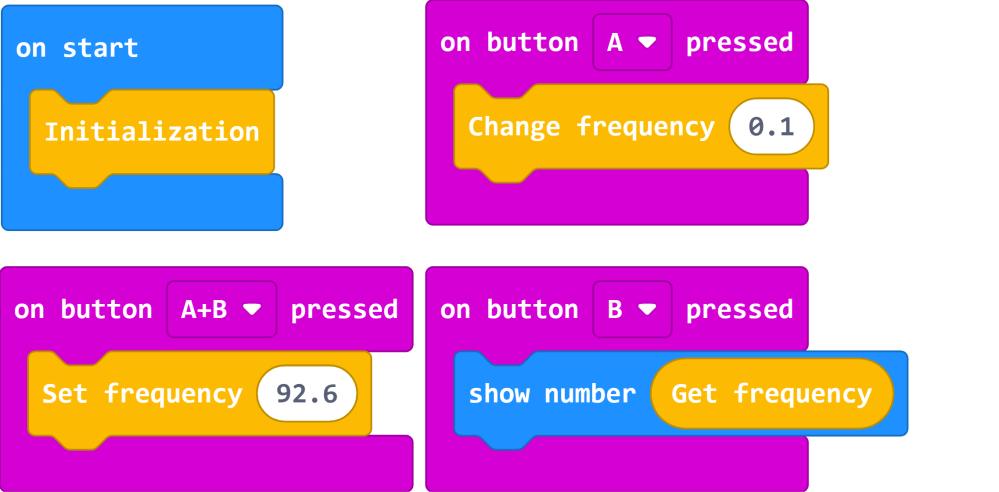 on start
Initialization
on button A pressed
Change frequency 0.1
on button A+B pressed
Set frequency 92.6
on button B pressed
show number Get frequency